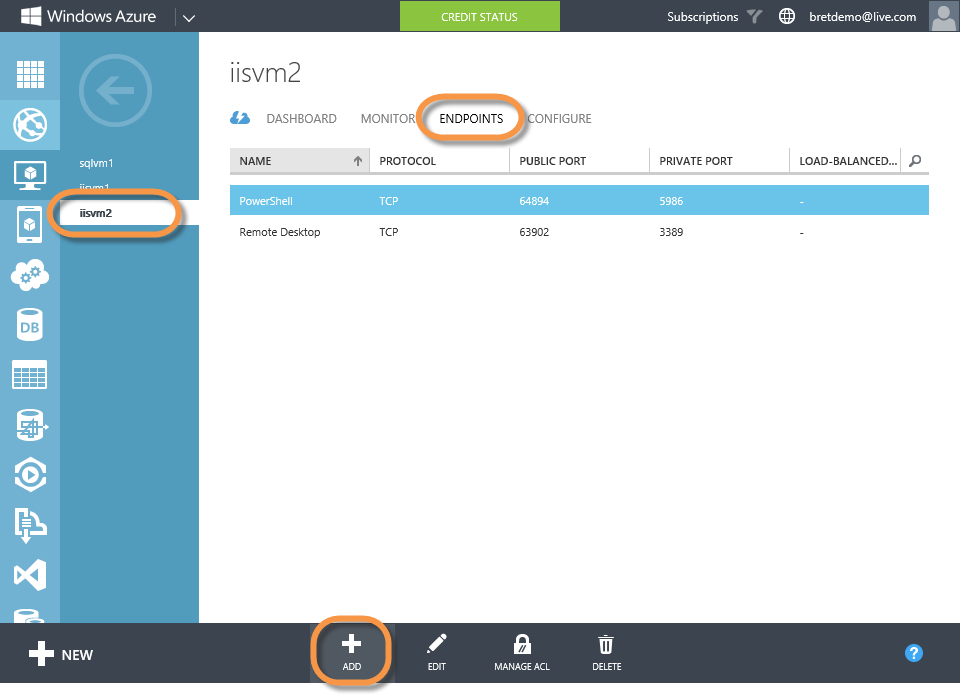 Windows Azure
CREDIT STATUS
Subscriptions
bretdemo@live.com
sqlvm1
iisvm1
iisvm2
iisvm2
DASHBOARD MONITOR ENDPOINTS CONFIGURE
NAME PROTOCOL PUBLIC PORT PRIVATE PORT LOAD-BALANCED...
PowerShell TCP 64894 5986 -
Remote Desktop TCP 63902 3389 -
DB
NEW
ADD
EDIT
MANAGE ACL
DELETE
?